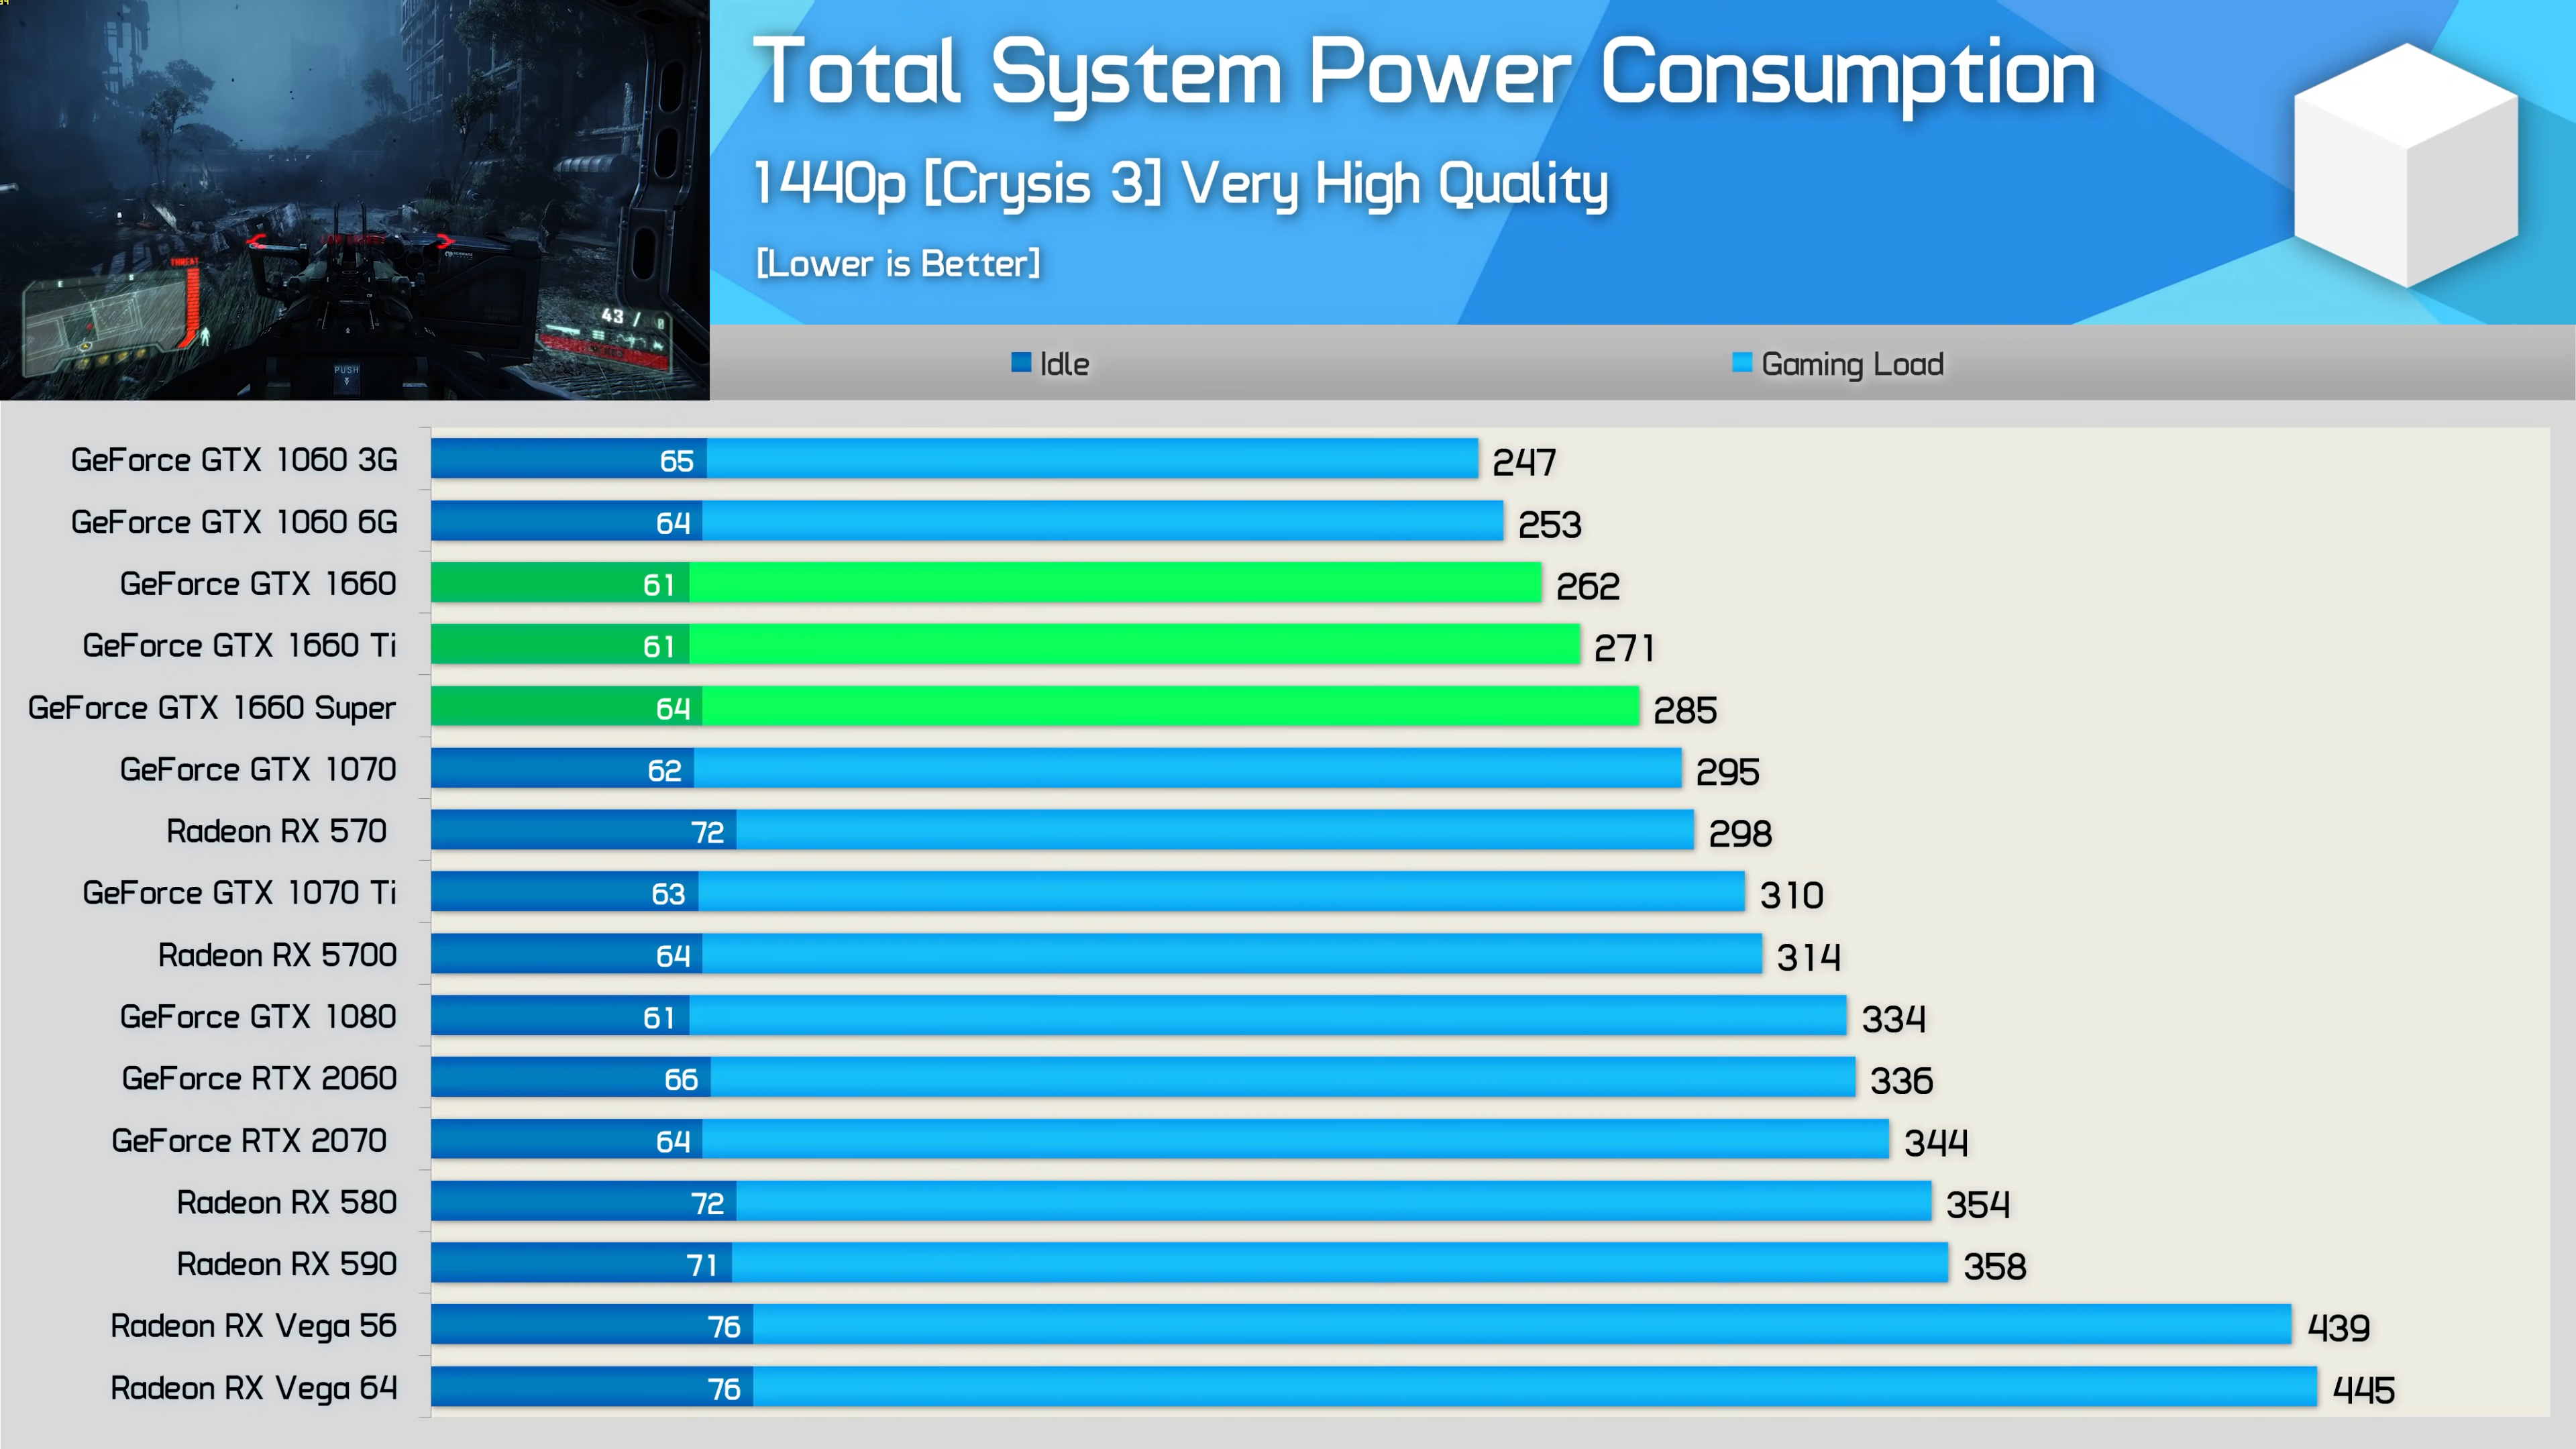 Total System Power Consumption
1440p [Crysis 3] Very High Quality
[Lower is Better]
THREAT
43 / 0
PUSH
Idle
Gaming Load
GeForce GTX 1060 3G 65 247
GeForce GTX 1060 6G 64 253
GeForce GTX 1660 61 262
GeForce GTX 1660 Ti 61 271
GeForce GTX 1660 Super 64 285
GeForce GTX 1070 62 295
Radeon RX 570 72 298
GeForce GTX 1070 Ti 63 310
Radeon RX 5700 64 314
GeForce GTX 1080 61 334
GeForce RTX 2060 66 336
GeForce RTX 2070 64 344
Radeon RX 580 72 354
Radeon RX 590 71 358
Radeon RX Vega 56 76 439
Radeon RX Vega 64 76 445